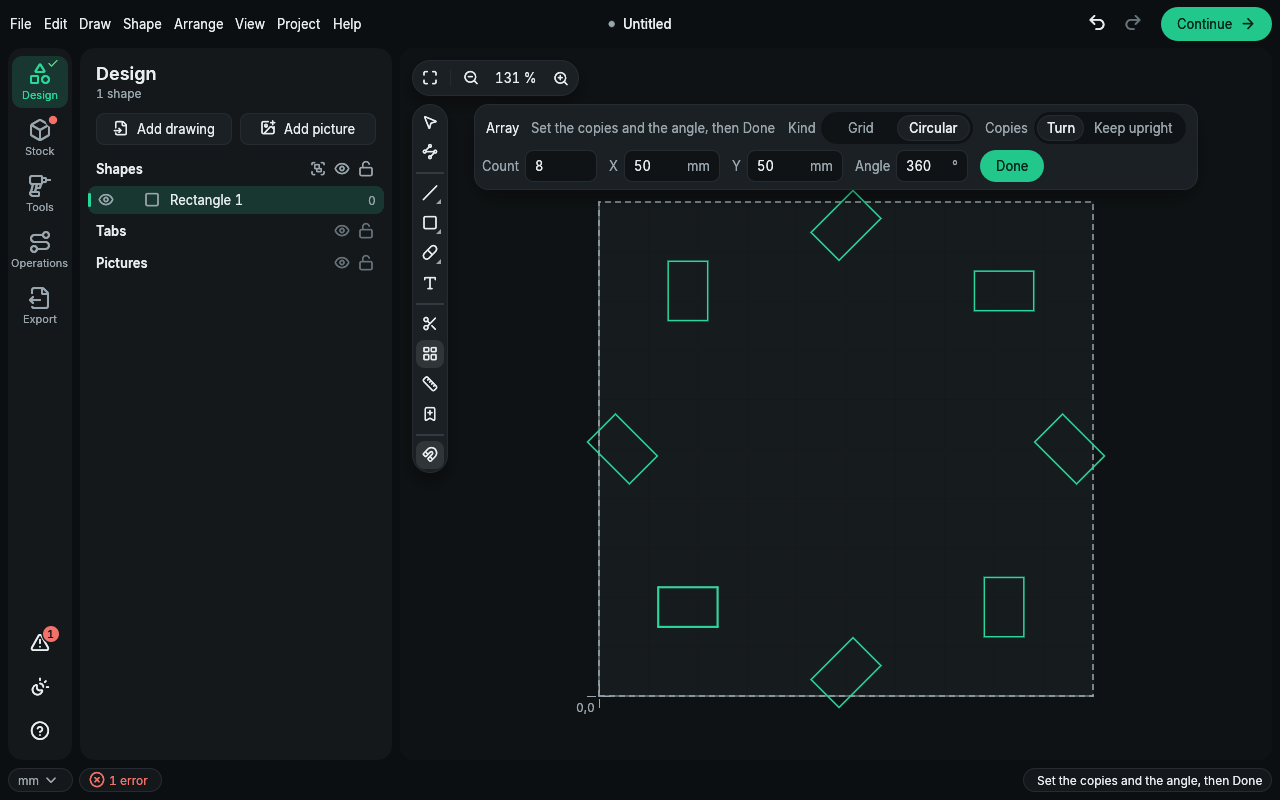 File Edit Draw Shape Arrange View Project Help
Untitled
Continue
Design
Stock
Tools
Operations
Export
1
Design
1 shape
Add drawing
Add picture
Shapes
Rectangle 1 0
Tabs
Pictures
131 %
Array Set the copies and the angle, then Done Kind Grid Circular Copies Turn Keep upright
Count 8 X 50 mm Y 50 mm Angle 360 ° Done
0,0
mm
1 error
Set the copies and the angle, then Done